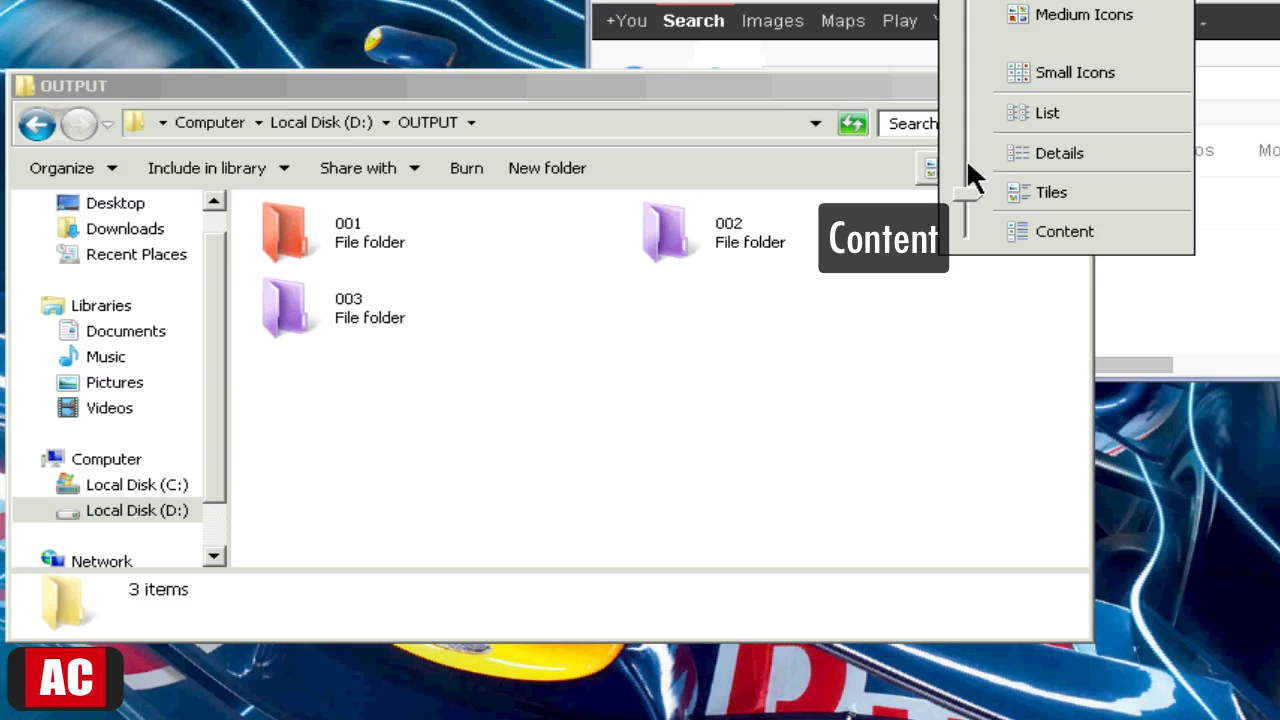 +You Search Images Maps Play
Medium Icons
Small Icons
List
Details
Tiles
Content
OUTPUT
Computer Local Disk (D:) OUTPUT
Search
Organize Include in library Share with Burn New folder
Desktop
Downloads
Recent Places
Libraries
Documents
Music
Pictures
Videos
Computer
Local Disk (C:)
Local Disk (D:)
Network
001
File folder
002
File folder
003
File folder
Content
3 items
AC